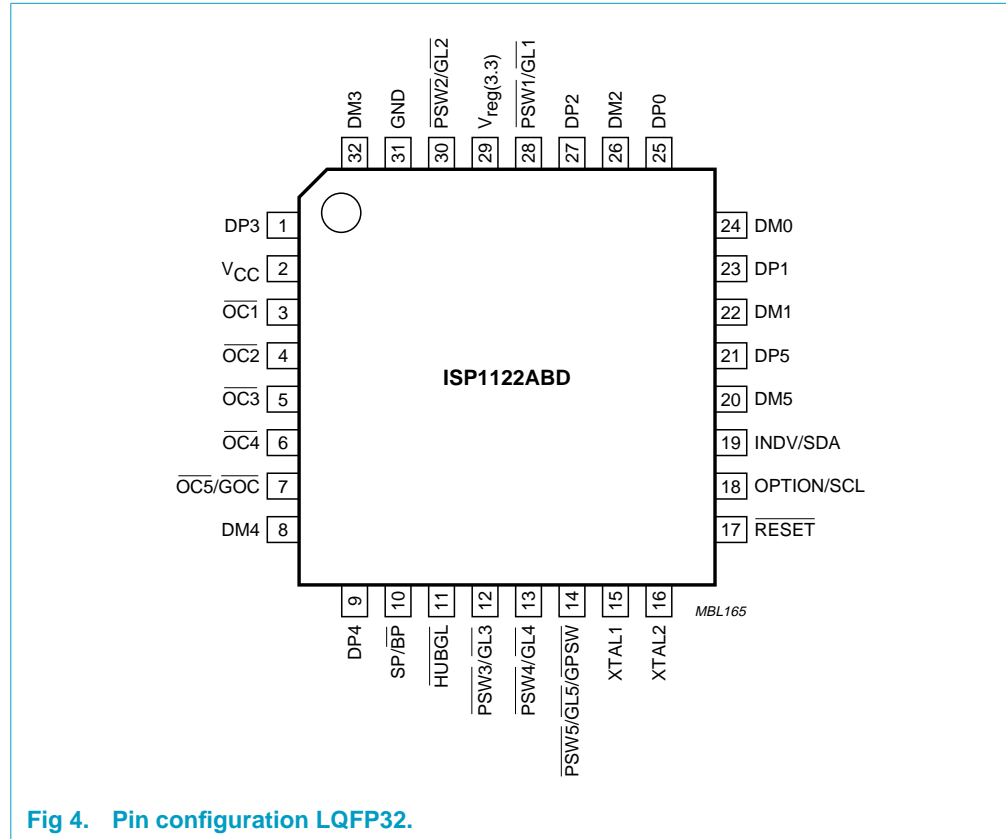 DM3
GND
PSW2/GL2
Vreg(3.3)
PSW1/GL1
DP2
DM2
DP0
32
31
30
29
28
27
26
25
DP3 1
VCC 2
OC1 3
OC2 4
OC3 5
OC4 6
OC5/GOC 7
DM4 8
ISP1122ABD
24 DM0
23 DP1
22 DM1
21 DP5
20 DM5
19 INDV/SDA
18 OPTION/SCL
17 RESET
9
10
11
12
13
14
15
16
DP4
SP/BP
HUBGL
PSW3/GL3
PSW4/GL4
PSW5/GL5/GPSW
XTAL1
XTAL2
MBL165
Fig 4. Pin configuration LQFP32.